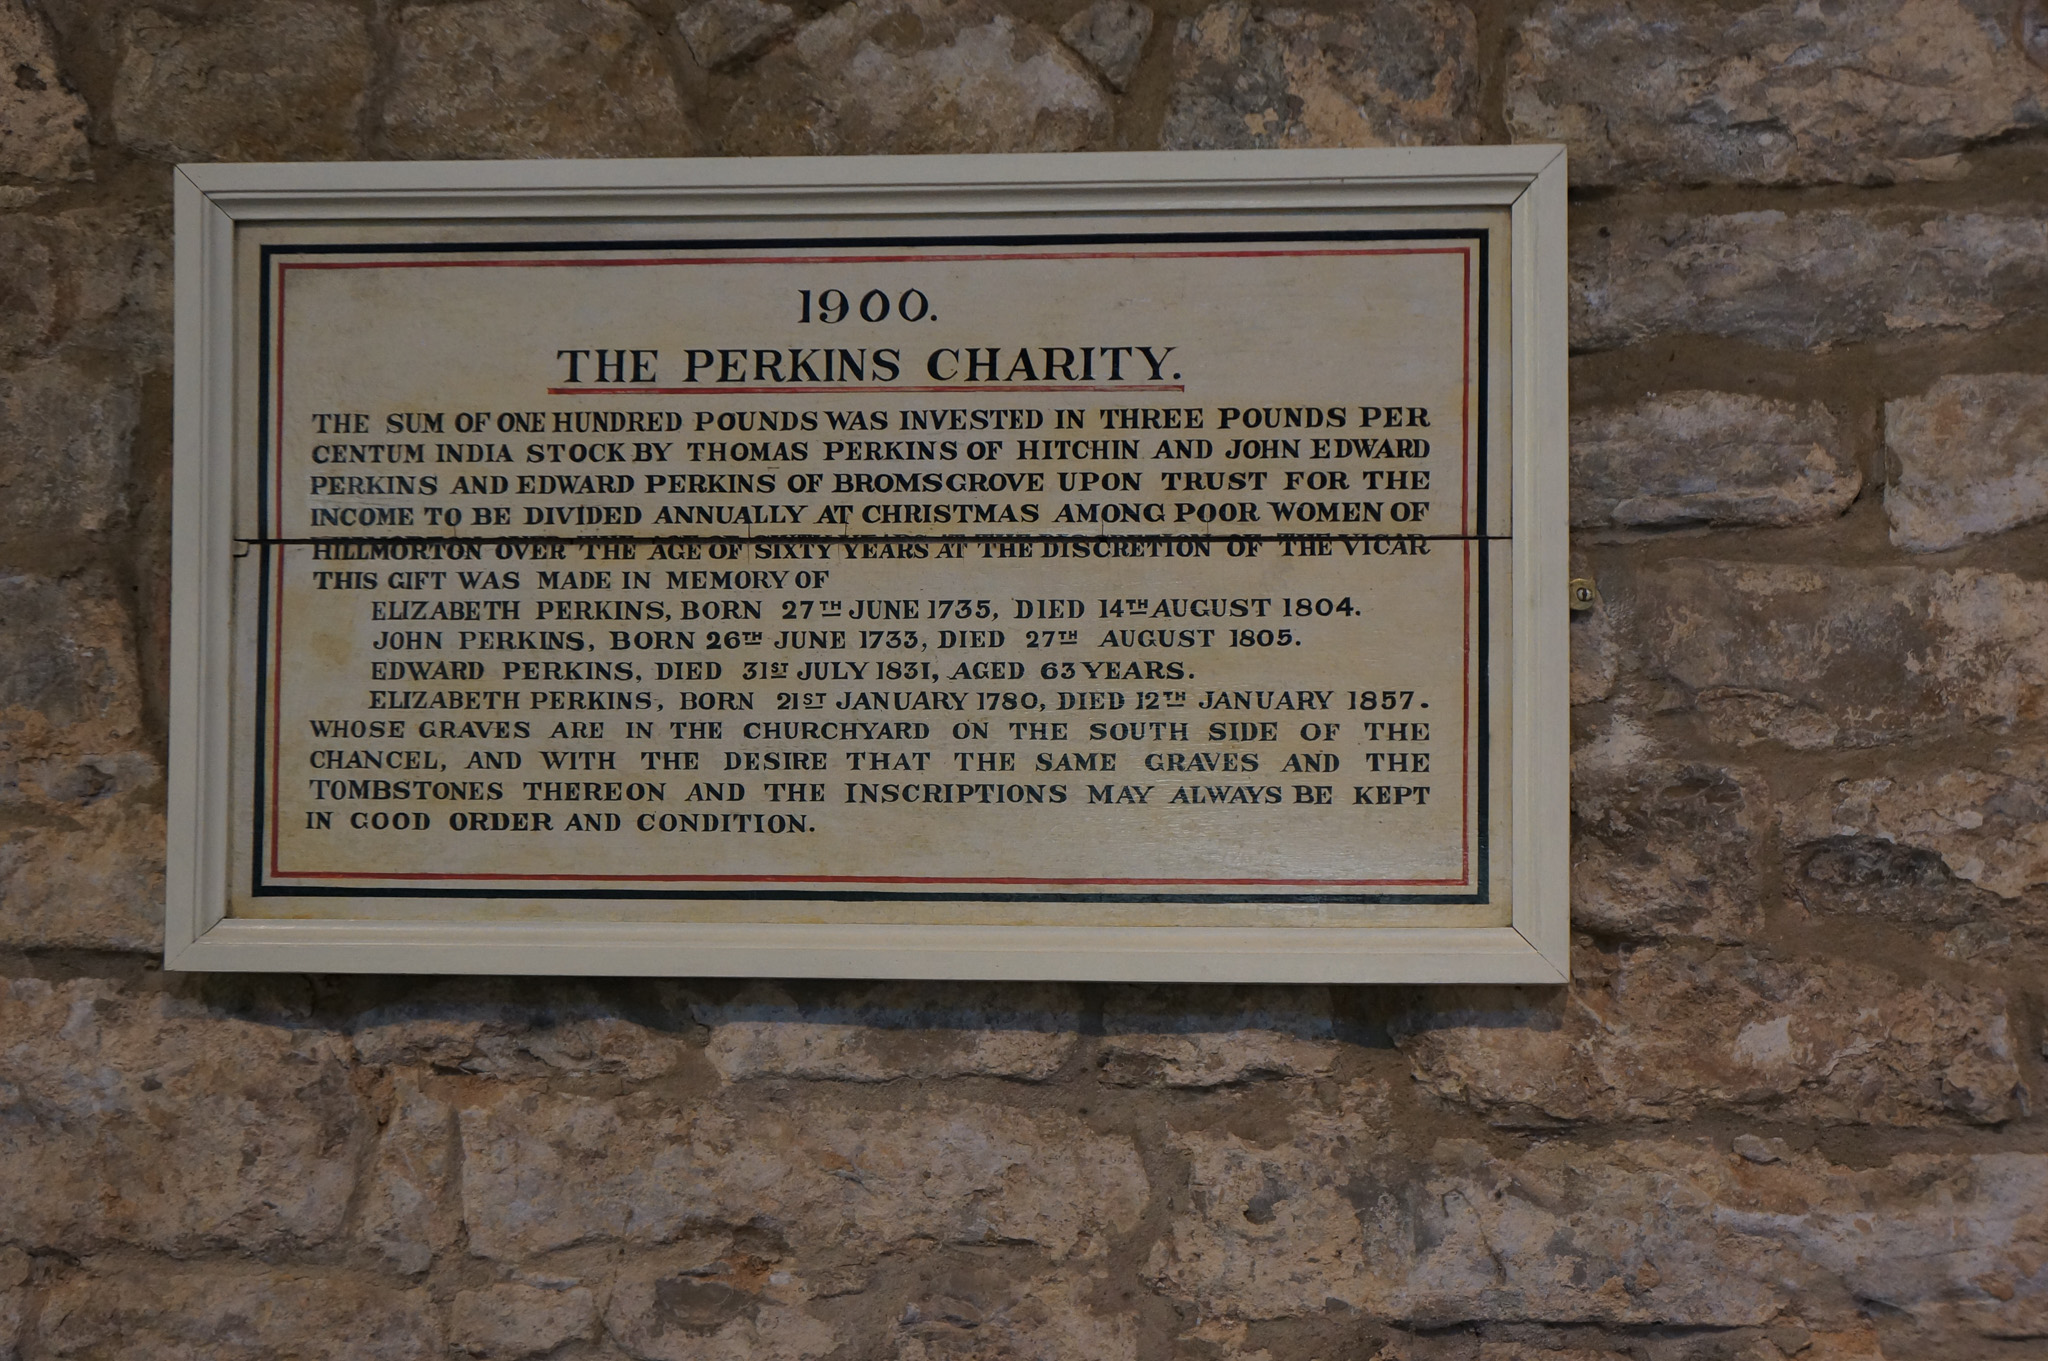 1900.
THE PERKINS CHARITY.
THE SUM OF ONE HUNDRED POUNDS WAS INVESTED IN THREE POUNDS PER
CENTUM INDIA STOCK BY THOMAS PERKINS OF HITCHIN AND JOHN EDWARD
PERKINS AND EDWARD PERKINS OF BROMSGROVE UPON TRUST FOR THE
INCOME TO BE DIVIDED ANNUALLY AT CHRISTMAS AMONG POOR WOMEN OF
HILLMORTON OVER THE AGE OF SIXTY YEARS AT THE DISCRETION OF THE VICAR
THIS GIFT WAS MADE IN MEMORY OF
ELIZABETH PERKINS, BORN 27TH JUNE 1735, DIED 14TH AUGUST 1804.
JOHN PERKINS, BORN 26TH JUNE 1733, DIED 27TH AUGUST 1805.
EDWARD PERKINS, DIED 31ST JULY 1831, AGED 63 YEARS.
ELIZABETH PERKINS, BORN 21ST JANUARY 1780, DIED 12TH JANUARY 1857.
WHOSE GRAVES ARE IN THE CHURCHYARD ON THE SOUTH SIDE OF THE
CHANCEL, AND WITH THE DESIRE THAT THE SAME GRAVES AND THE
TOMBSTONES THEREON AND THE INSCRIPTIONS MAY ALWAYS BE KEPT
IN GOOD ORDER AND CONDITION.